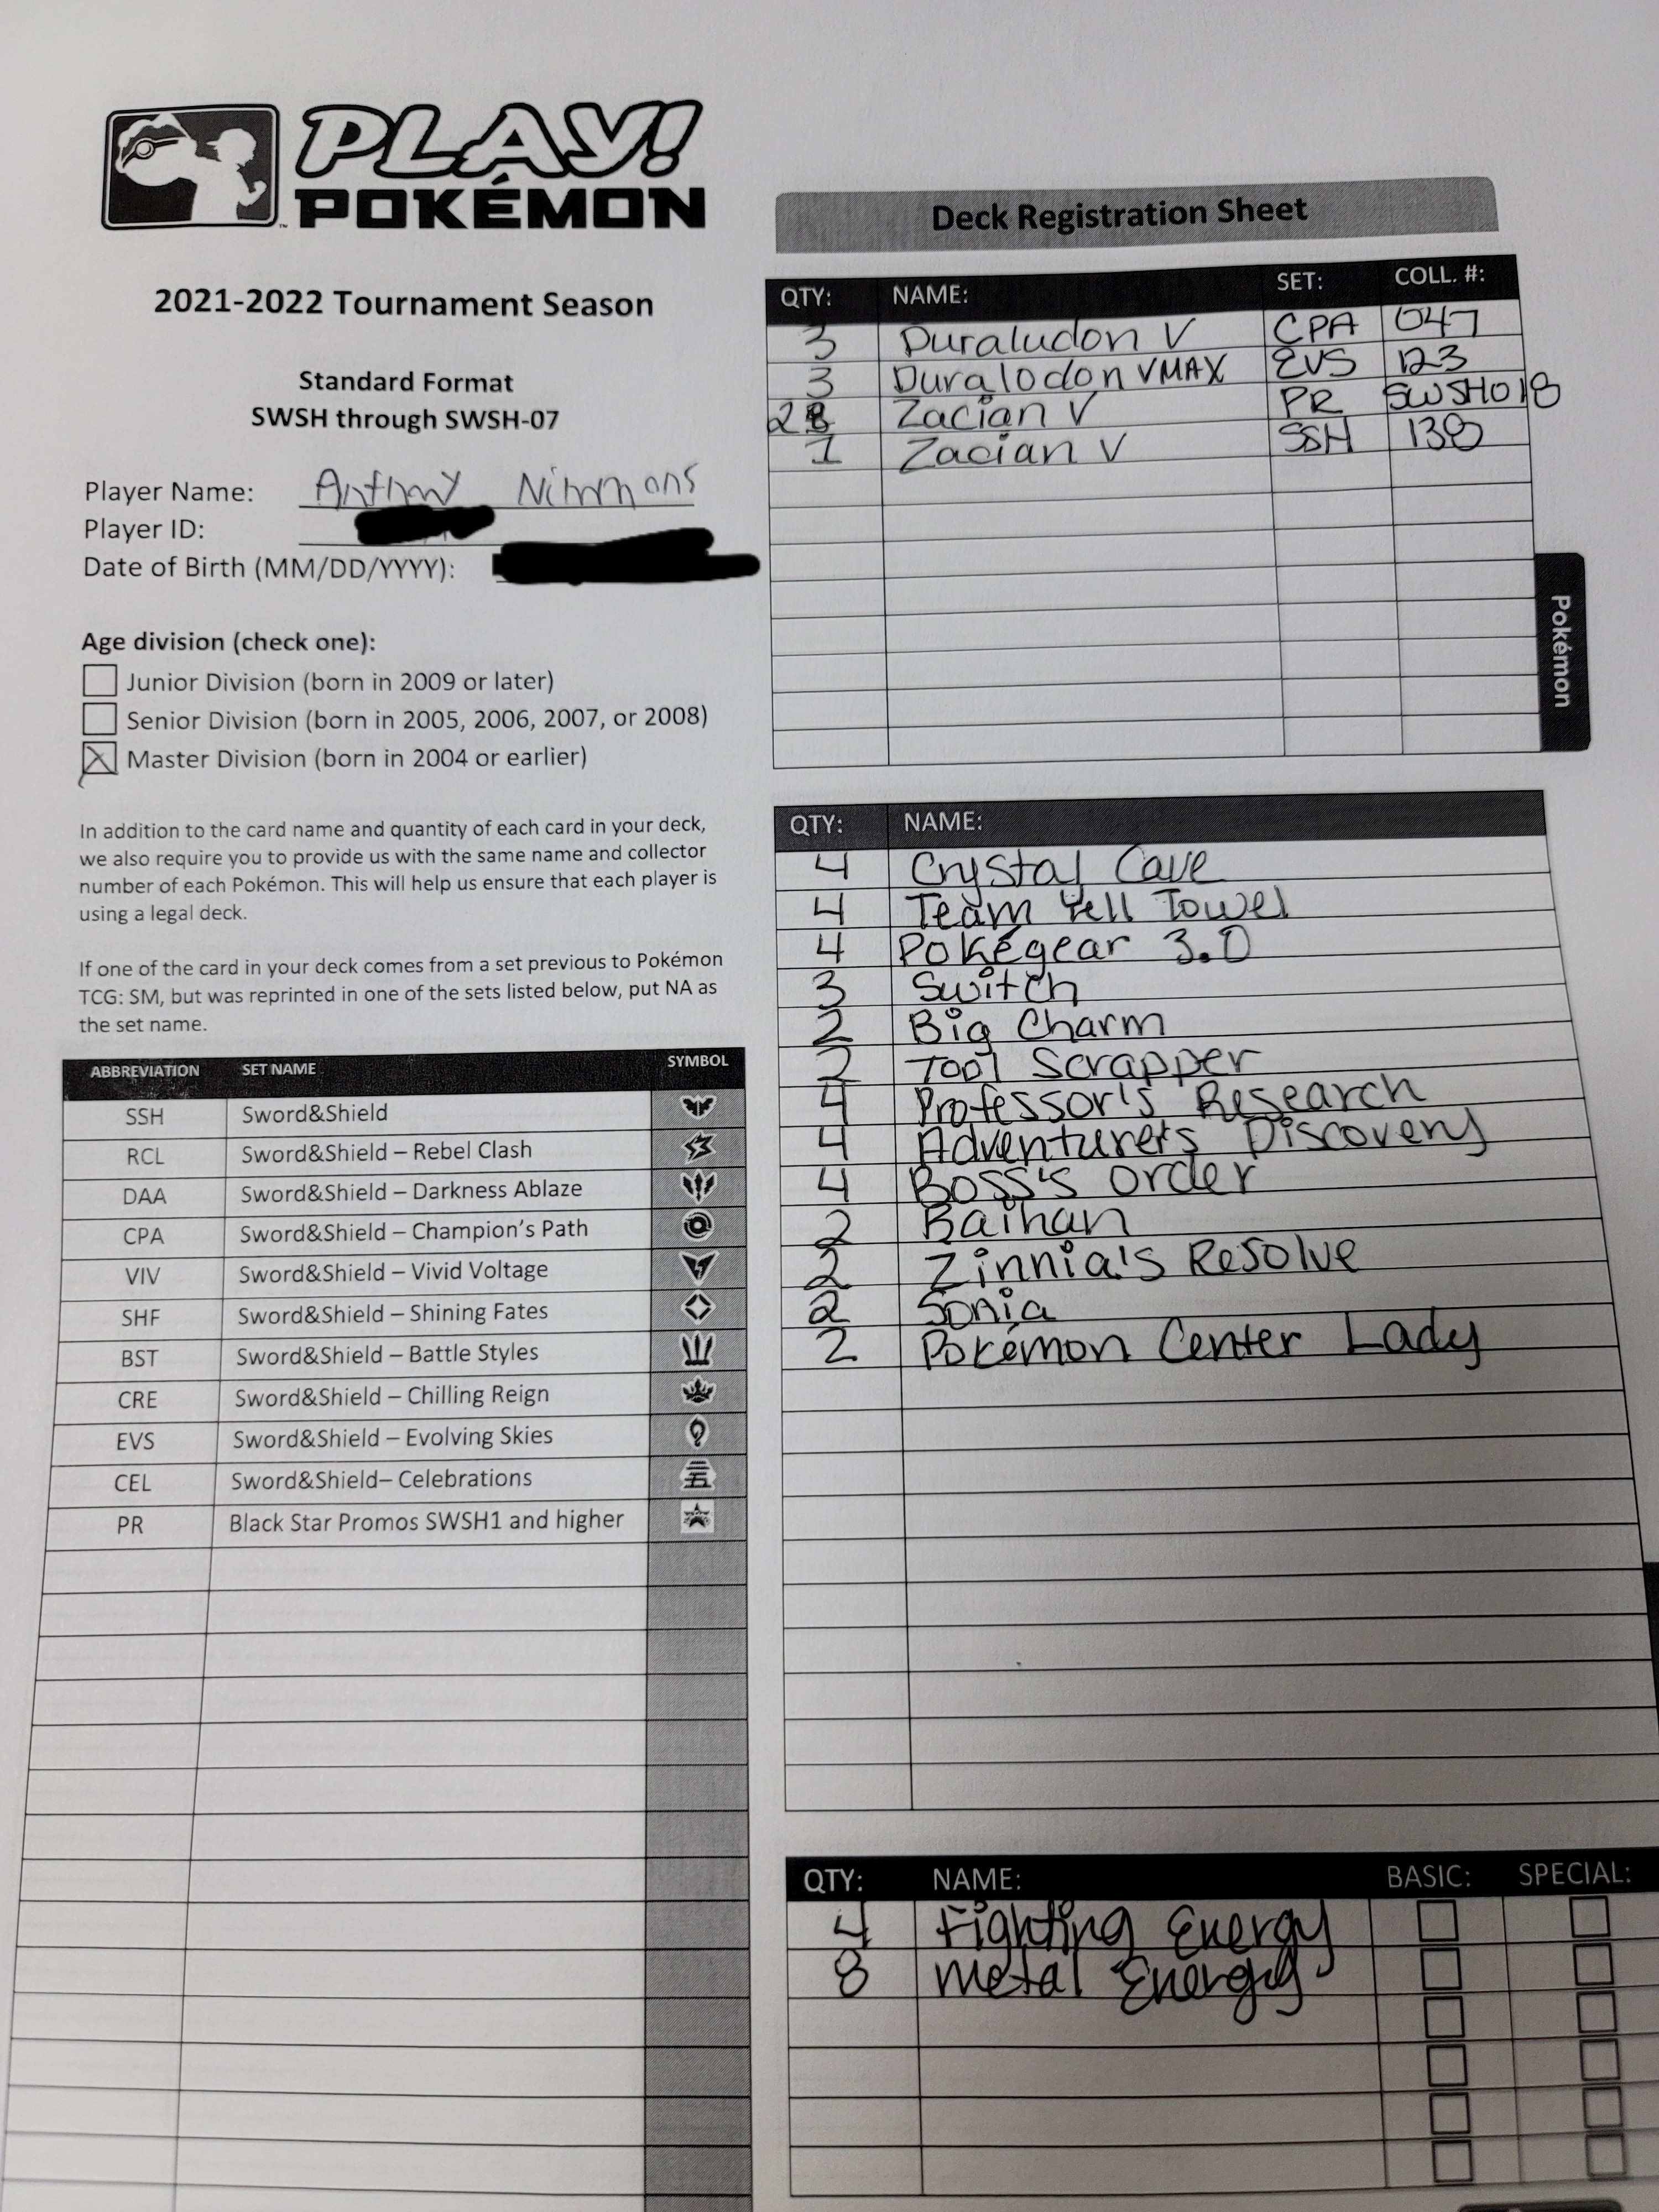 PLAY!
POKÉMON
™
2021-2022 Tournament Season
Standard Format
SWSH through SWSH-07
Player Name: Anthony Nimmons
Player ID:
Date of Birth (MM/DD/YYYY):
Age division (check one):
Junior Division (born in 2009 or later)
Senior Division (born in 2005, 2006, 2007, or 2008)
Master Division (born in 2004 or earlier)
In addition to the card name and quantity of each card in your deck,
we also require you to provide us with the same name and collector
number of each Pokémon. This will help us ensure that each player is
using a legal deck.
If one of the card in your deck comes from a set previous to Pokémon
TCG: SM, but was reprinted in one of the sets listed below, put NA as
the set name.
ABBREVIATION SET NAME SYMBOL
SSH Sword&Shield
RCL Sword&Shield – Rebel Clash
DAA Sword&Shield – Darkness Ablaze
CPA Sword&Shield – Champion's Path
VIV Sword&Shield – Vivid Voltage
SHF Sword&Shield – Shining Fates
BST Sword&Shield – Battle Styles
CRE Sword&Shield – Chilling Reign
EVS Sword&Shield – Evolving Skies
CEL Sword&Shield– Celebrations
PR Black Star Promos SWSH1 and higher
Deck Registration Sheet
QTY: NAME: SET: COLL. #:
3 Duraludon V CPA 047
3 Duralodon VMAX EVS 123
2 Zacian V PR SWSH018
1 Zacian V SSH 138
Pokémon
QTY: NAME:
4 Crystal Cave
4 Team Yell Towel
4 Pokégear 3.0
3 Switch
2 Big Charm
2 Tool Scrapper
4 Professor's Research
4 Adventurer's Discovery
4 Boss's Order
2 Raihan
2 Zinnia's Resolve
2 Sonia
2 Pokémon Center Lady
QTY: NAME: BASIC: SPECIAL:
4 Fighting Energy
8 Metal Energy